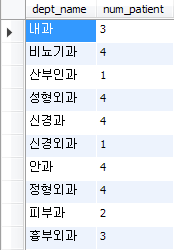 dept_name num_patient
내과 3
비뇨기과 4
산부인과 1
성형외과 4
신경과 4
신경외과 1
안과 4
정형외과 4
피부과 2
흉부외과 3